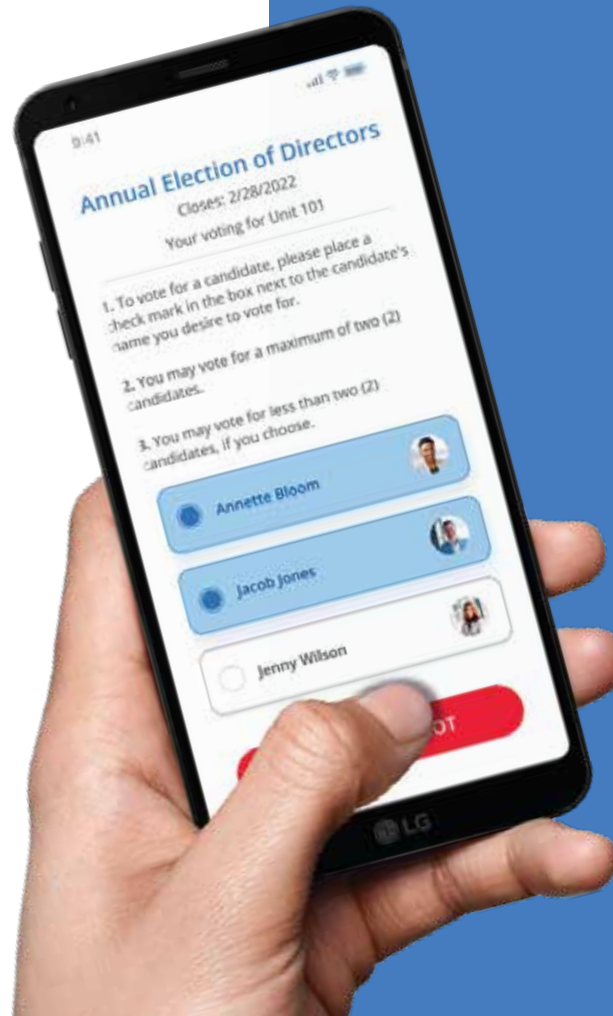 9:41
Annual Election of Directors
Closes: 2/28/2022
Your voting for Unit 101
1. To vote for a candidate, please place a
check mark in the box next to the candidate's
name you desire to vote for.
2. You may vote for a maximum of two (2)
candidates.
3. You may vote for less than two (2)
candidates, if you choose.
Annette Bloom
Jacob Jones
Jenny Wilson
OT
LG